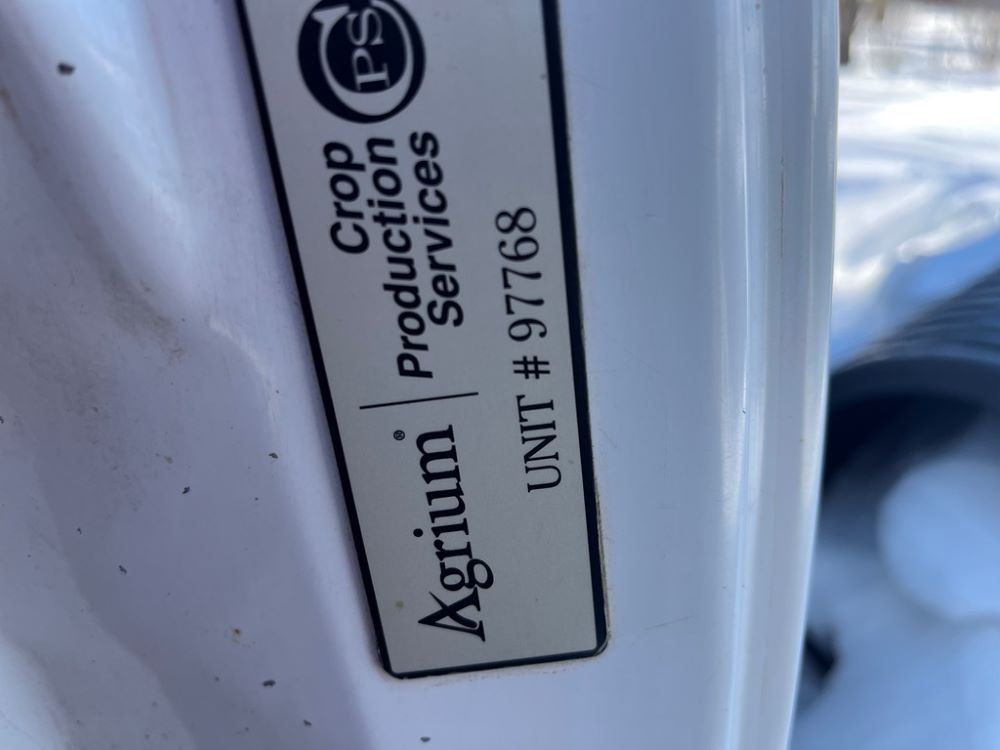 Agrium® | Crop
Production
Services
CPS
UNIT # 97768